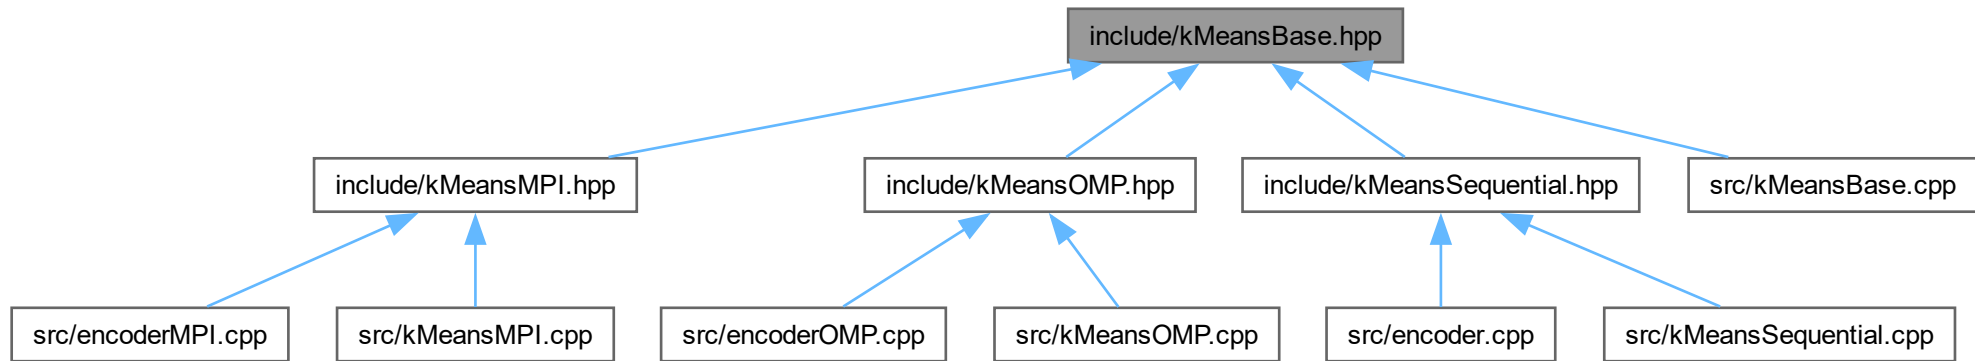 include/kMeansBase.hpp
include/kMeansMPI.hpp
include/kMeansOMP.hpp
include/kMeansSequential.hpp
src/kMeansBase.cpp
src/encoderMPI.cpp
src/kMeansMPI.cpp
src/encoderOMP.cpp
src/kMeansOMP.cpp
src/encoder.cpp
src/kMeansSequential.cpp